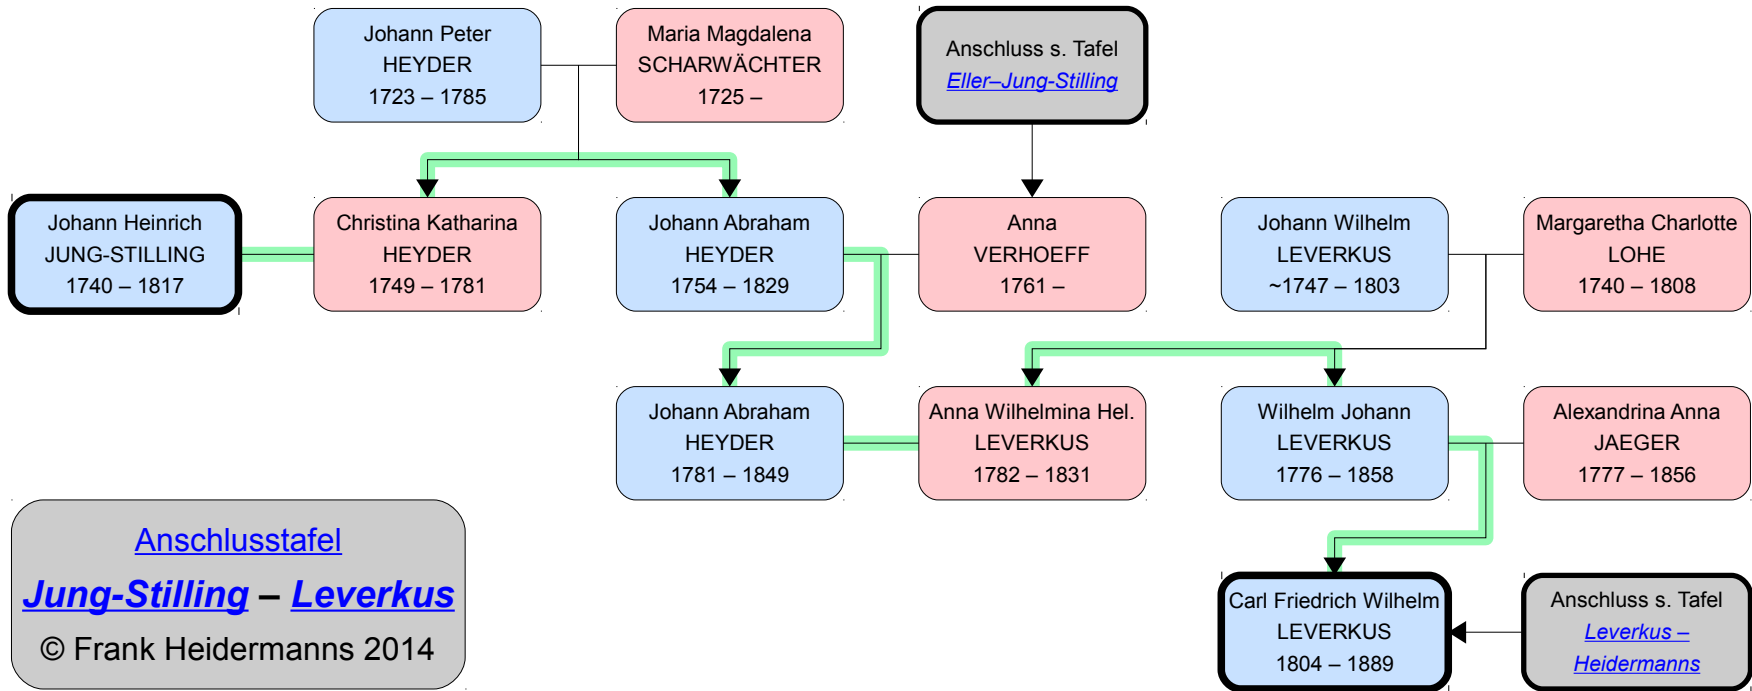 Johann Peter
HEYDER
1723 – 1785
Maria Magdalena
SCHARWÄCHTER
1725 –
Anschluss s. Tafel
Eller–Jung-Stilling
Johann Heinrich
JUNG-STILLING
1740 – 1817
Christina Katharina
HEYDER
1749 – 1781
Johann Abraham
HEYDER
1754 – 1829
Anna
VERHOEFF
1761 –
Johann Wilhelm
LEVERKUS
~1747 – 1803
Margaretha Charlotte
LOHE
1740 – 1808
Johann Abraham
HEYDER
1781 – 1849
Anna Wilhelmina Hel.
LEVERKUS
1782 – 1831
Wilhelm Johann
LEVERKUS
1776 – 1858
Alexandrina Anna
JAEGER
1777 – 1856
Anschlusstafel
Jung-Stilling – Leverkus
© Frank Heidermanns 2014
Carl Friedrich Wilhelm
LEVERKUS
1804 – 1889
Anschluss s. Tafel
Leverkus –
Heidermanns